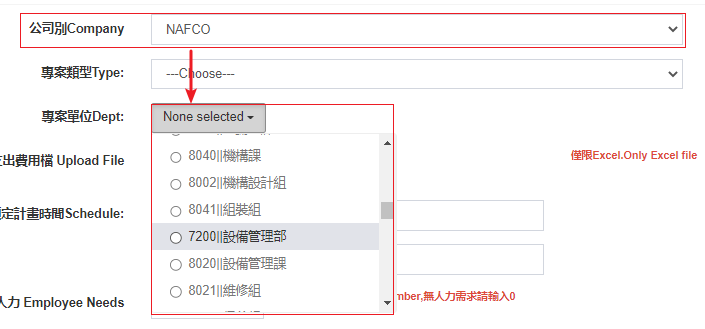 公司別Company
NAFCO
專案類型Type:
---Choose---
專案單位Dept:
None selected
8040||機構課
出費用檔 Upload File
僅限Excel.Only Excel file
8002||機構設計組
8041||組裝組
定計畫時間Schedule:
7200||設備管理部
8020||設備管理課
8021||維修組
人力 Employee Needs
mber,無人力需求請輸入0